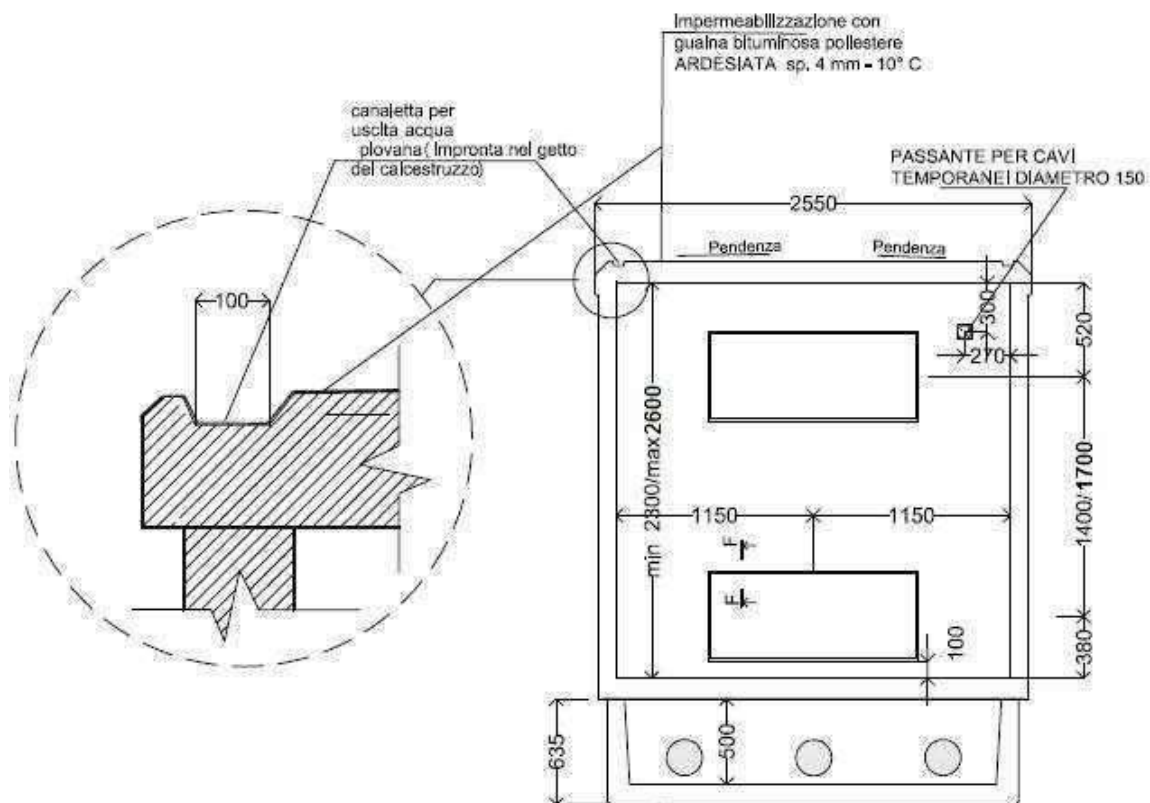 Impermeabilizzazione con
guaina bituminosa poliestere
ARDESIATA sp. 4 mm - 10° C
canaletta per
uscita acqua
piovana ( Impronta nel getto
del calcestruzzo)
PASSANTE PER CAVI
TEMPORANEI DIAMETRO 150
2550
Pendenza
Pendenza
100
300
520
270
min 2300/max2600
1400/1700
1150
1150
F
F
100
380
635
500